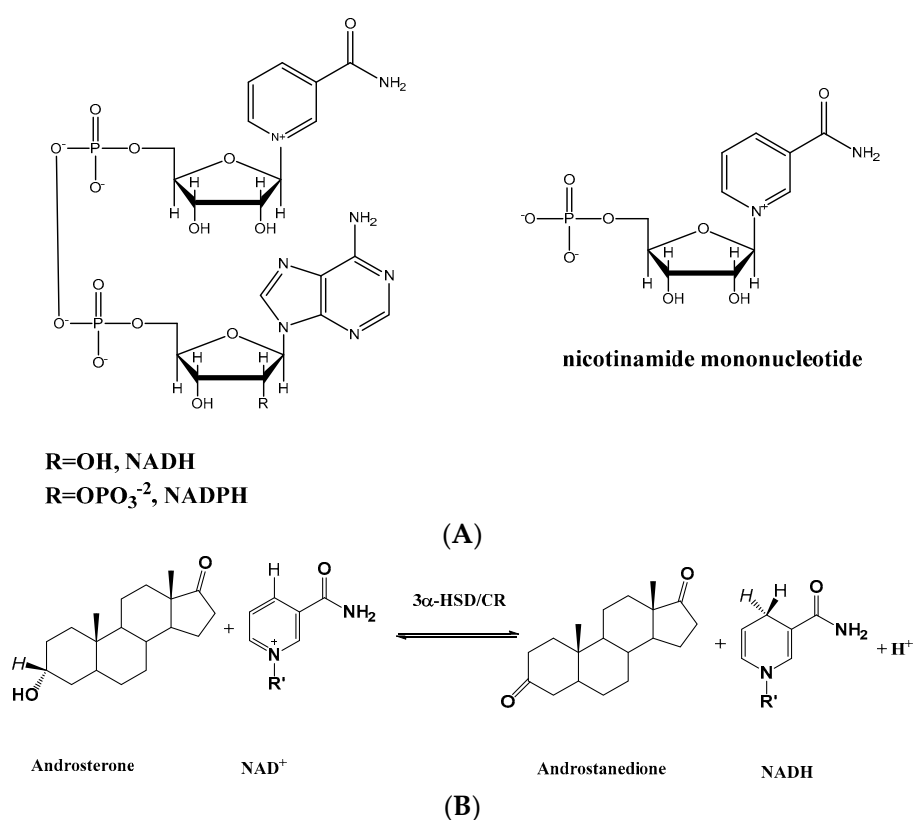 O
NH₂
N+
O
O⁻
P
O
O⁻
O
H
H
H
H
OH
OH
NH₂
N
N
N
N
O
O⁻
P
O
O⁻
O
H
H
H
H
OH
R
R=OH, NADH
R=OPO₃⁻², NADPH
O
NH₂
N⁺
O
⁻O
P
O
O⁻
O
H
H
H
H
OH
OH
nicotinamide mononucleotide
(A)
O
H
HO
+
H
O
NH₂
N
+
R'
3α-HSD/CR
O
O
+
H
H
O
NH₂
N
R'
+ H⁺
Androsterone
NAD⁺
Androstanedione
NADH
(B)